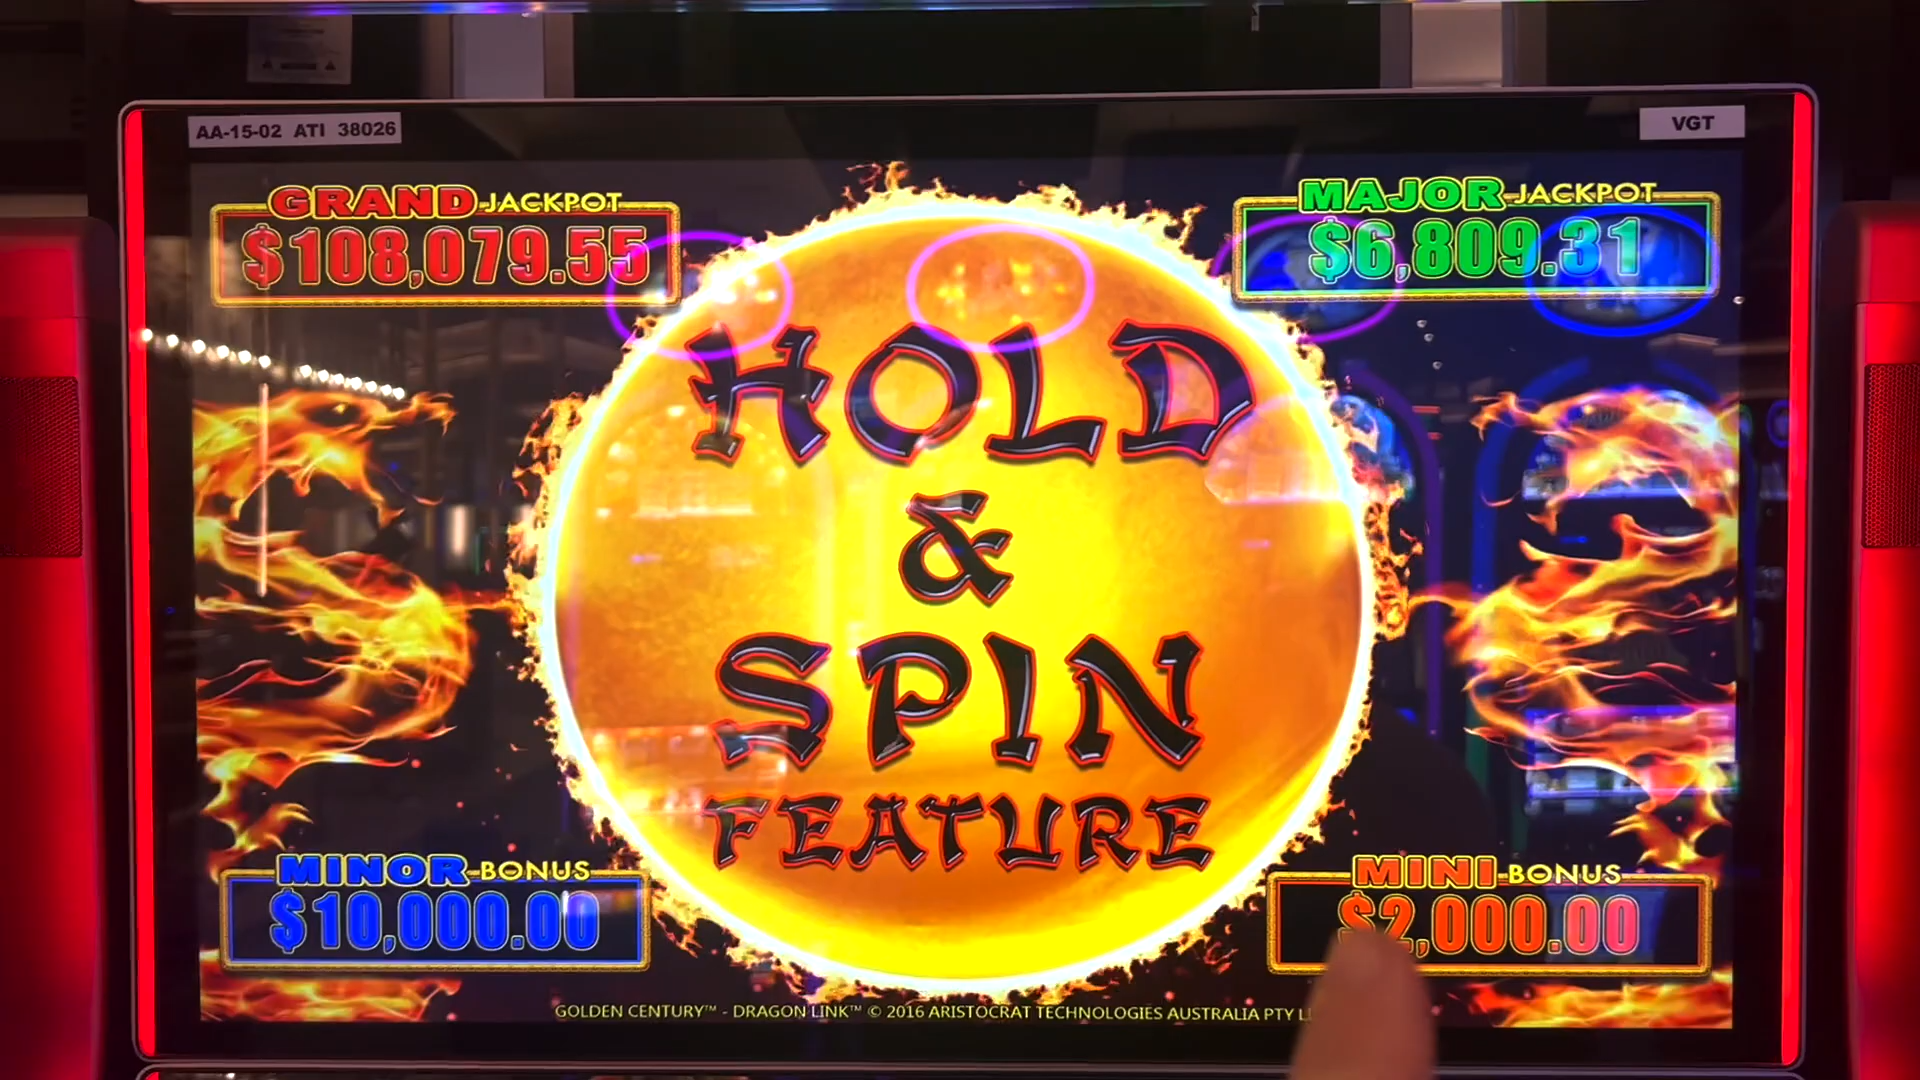 AA-15-02 ATI 38026
VGT
GRAND JACKPOT
$108,079.55
MAJOR JACKPOT
$6,809.31
HOLD
&
SPIN
FEATURE
MINOR BONUS
$10,000.00
MINI BONUS
$2,000.00
GOLDEN CENTURY™ - DRAGON LINK™ © 2016 ARISTOCRAT TECHNOLOGIES AUSTRALIA PTY